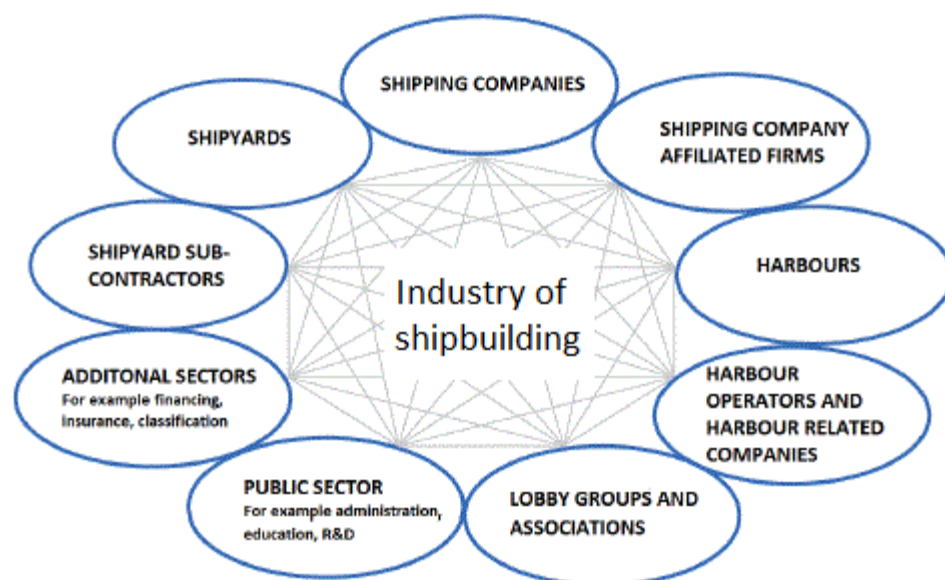 SHIPPING COMPANIES
SHIPPING COMPANY
AFFILIATED FIRMS
SHIPYARDS
HARBOURS
SHIPYARD SUB-
CONTRACTORS
Industry of
shipbuilding
HARBOUR
OPERATORS AND
HARBOUR RELATED
COMPANIES
ADDITONAL SECTORS
For example financing,
insurance, classification
PUBLIC SECTOR
For example administration,
education, R&D
LOBBY GROUPS AND
ASSOCIATIONS